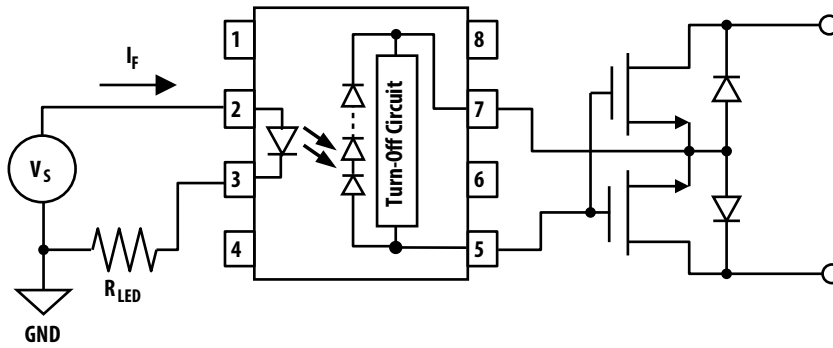 1
8
I_F
2
7
V_S
Turn-Off Circuit
3
6
4
5
R_LED
GND